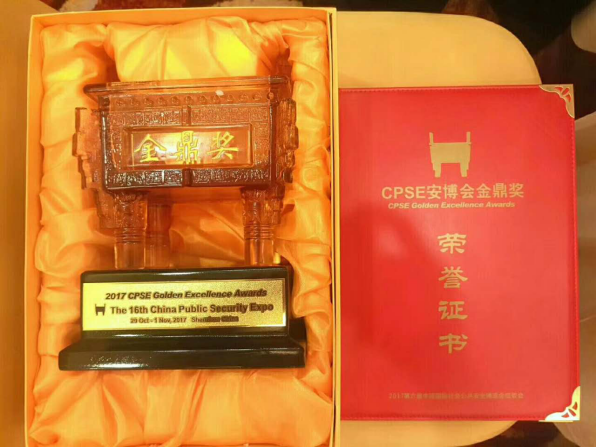 金鼎奖
2017 CPSE Golden Excellence Awards
The 16th China Public Security Expo
29 Oct - 1 Nov, 2017 Shenzhen China
CPSE安博会金鼎奖
CPSE Golden Excellence Awards
荣誉证书